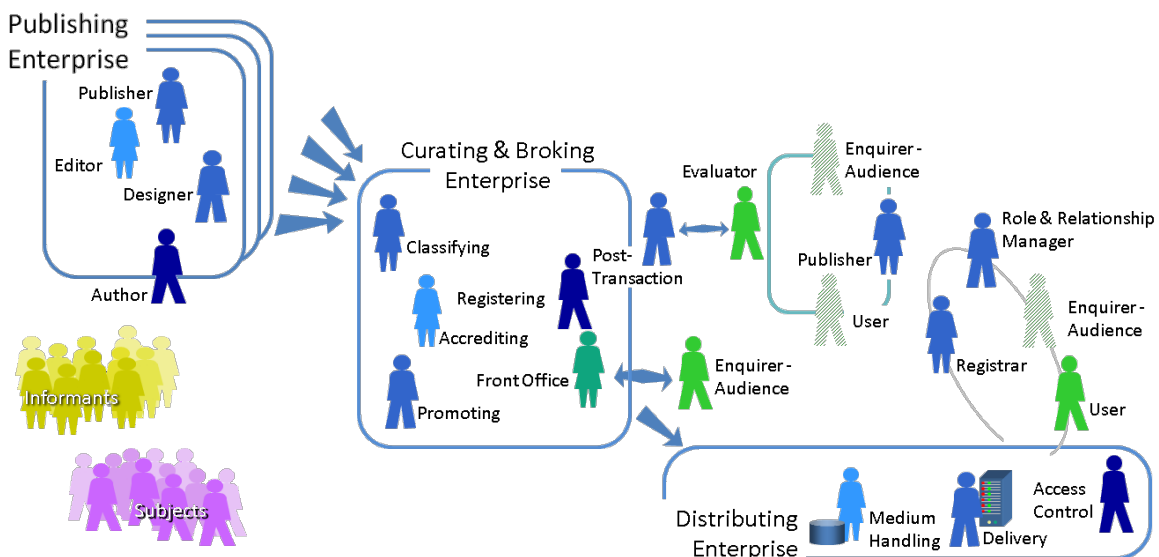 Publishing
Enterprise
Publisher
Editor
Designer
Author
Informants
Subjects
Curating & Broking
Enterprise
Classifying
Registering
Accrediting
Promoting
Post-
Transaction
Front Office
Evaluator
Enquirer-
Audience
Enquirer-
Audience
Publisher
User
Role & Relationship
Manager
Enquirer-
Audience
Registrar
User
Distributing
Enterprise
Medium
Handling
Delivery
Access
Control